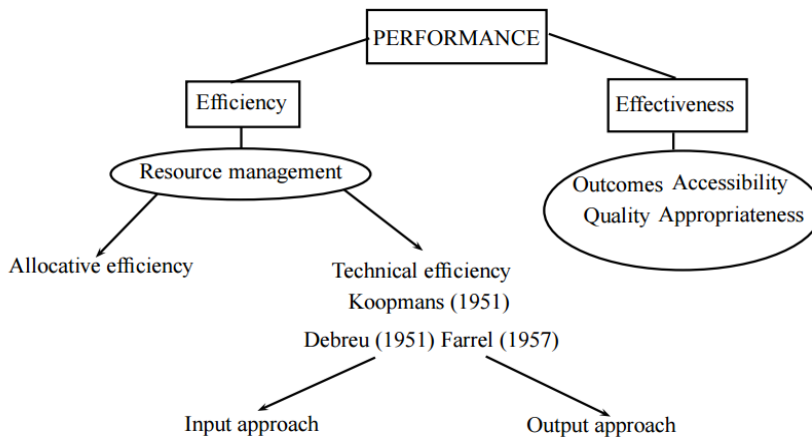 PERFORMANCE
Efficiency
Effectiveness
Resource management
Outcomes Accessibility
Quality Appropriateness
Allocative efficiency
Technical efficiency
Koopmans (1951)
Debreu (1951) Farrel (1957)
Input approach
Output approach